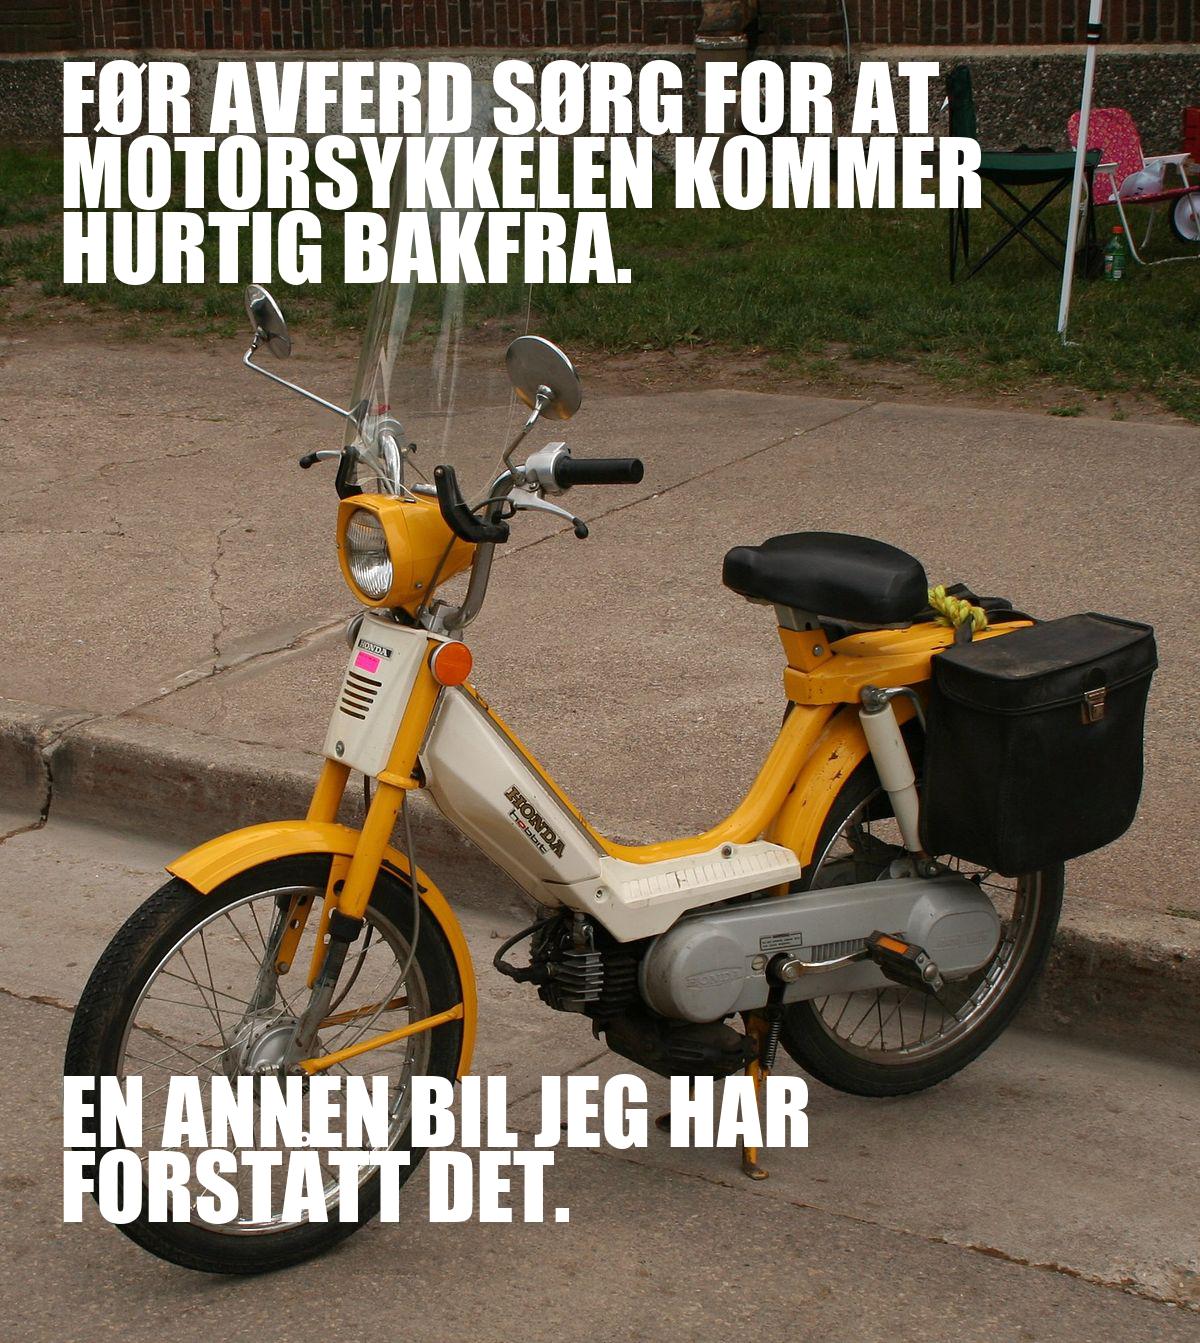 FØR AVFERD SØRG FOR AT
MOTORSYKKELEN KOMMER
HURTIG BAKFRA.
HONDA
HONDA
hobbit
HONDA
EN ANNEN BIL JEG HAR
FORSTÅTT DET.